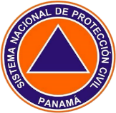 SISTEMA NACIONAL DE PROTECCIÓN CIVIL
PANAMÁ